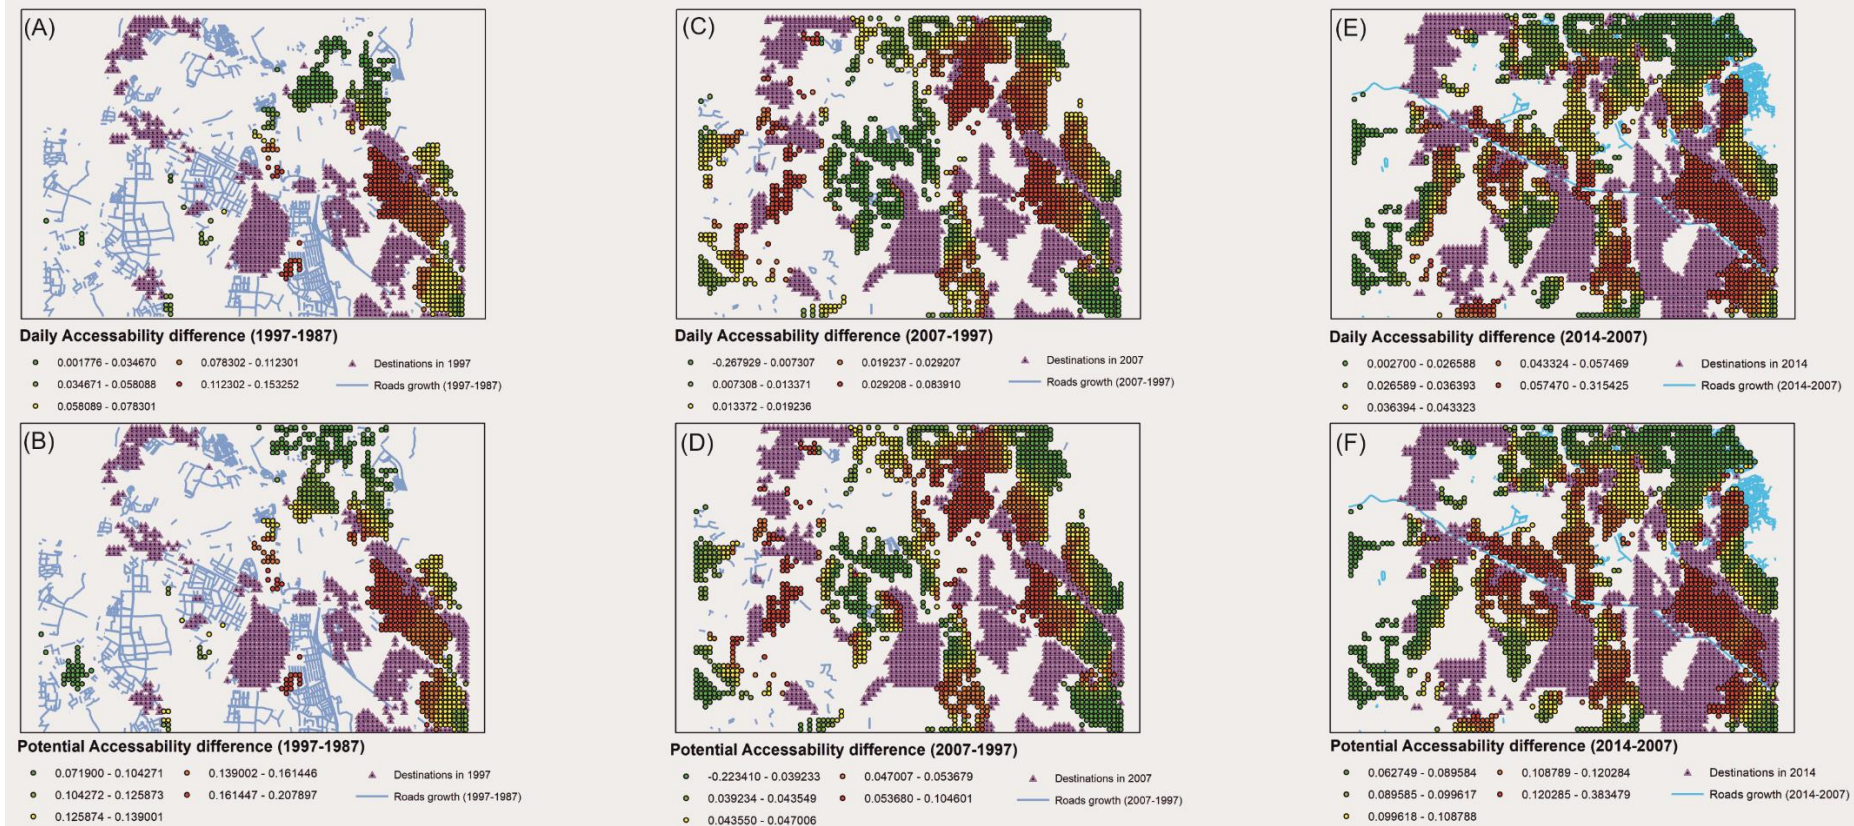 (A)
Daily Accessability difference (1997-1987)
0.001776 - 0.034670
0.078302 - 0.112301
Destinations in 1997
0.034671 - 0.058088
0.112302 - 0.153252
Roads growth (1997-1987)
0.058089 - 0.078301
(C)
Daily Accessability difference (2007-1997)
-0.267929 - 0.007307
0.019237 - 0.029207
Destinations in 2007
0.007308 - 0.013371
0.029208 - 0.083910
Roads growth (2007-1997)
0.013372 - 0.019236
(E)
Daily Accessability difference (2014-2007)
0.002700 - 0.026588
0.043324 - 0.057469
Destinations in 2014
0.026589 - 0.036393
0.057470 - 0.315425
Roads growth (2014-2007)
0.036394 - 0.043323
(B)
Potential Accessability difference (1997-1987)
0.071900 - 0.104271
0.139002 - 0.161446
Destinations in 1997
0.104272 - 0.125873
0.161447 - 0.207897
Roads growth (1997-1987)
0.125874 - 0.139001
(D)
Potential Accessability difference (2007-1997)
-0.223410 - 0.039233
0.047007 - 0.053679
Destinations in 2007
0.039234 - 0.043549
0.053680 - 0.104601
Roads growth (2007-1997)
0.043550 - 0.047006
(F)
Potential Accessability difference (2014-2007)
0.062749 - 0.089584
0.108789 - 0.120284
Destinations in 2014
0.089585 - 0.099617
0.120285 - 0.383479
Roads growth (2014-2007)
0.099618 - 0.108788